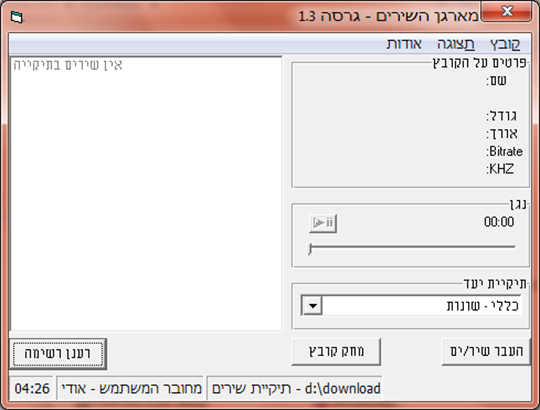 מארגן השירים - גרסה 1.3
קובץ תצוגה אודות
פרטים על הקובץ
שם:
גודל:
אורך:
Bitrate:
KHZ:
נגן
00:00
תיקיית יעד
כללי - שונות
העבר שיר/ים
מחק קובץ
אין שירים בתיקייה
רענן רשימה
d:\download - תיקיית שירים
מחובר המשתמש - אודי
04:26